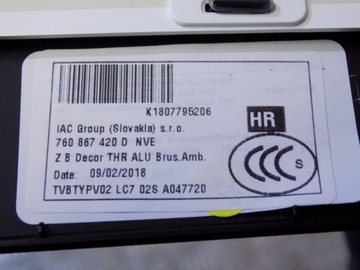 K1807795206
IAC Group (Slovakia) s.r.o.
760 867 420 D NVE
Z B Decor THR ALU Brus.Amb.
Date: 09/02/2018
TVBTYPV02 LC7 02S A047720
HR
CCC
S